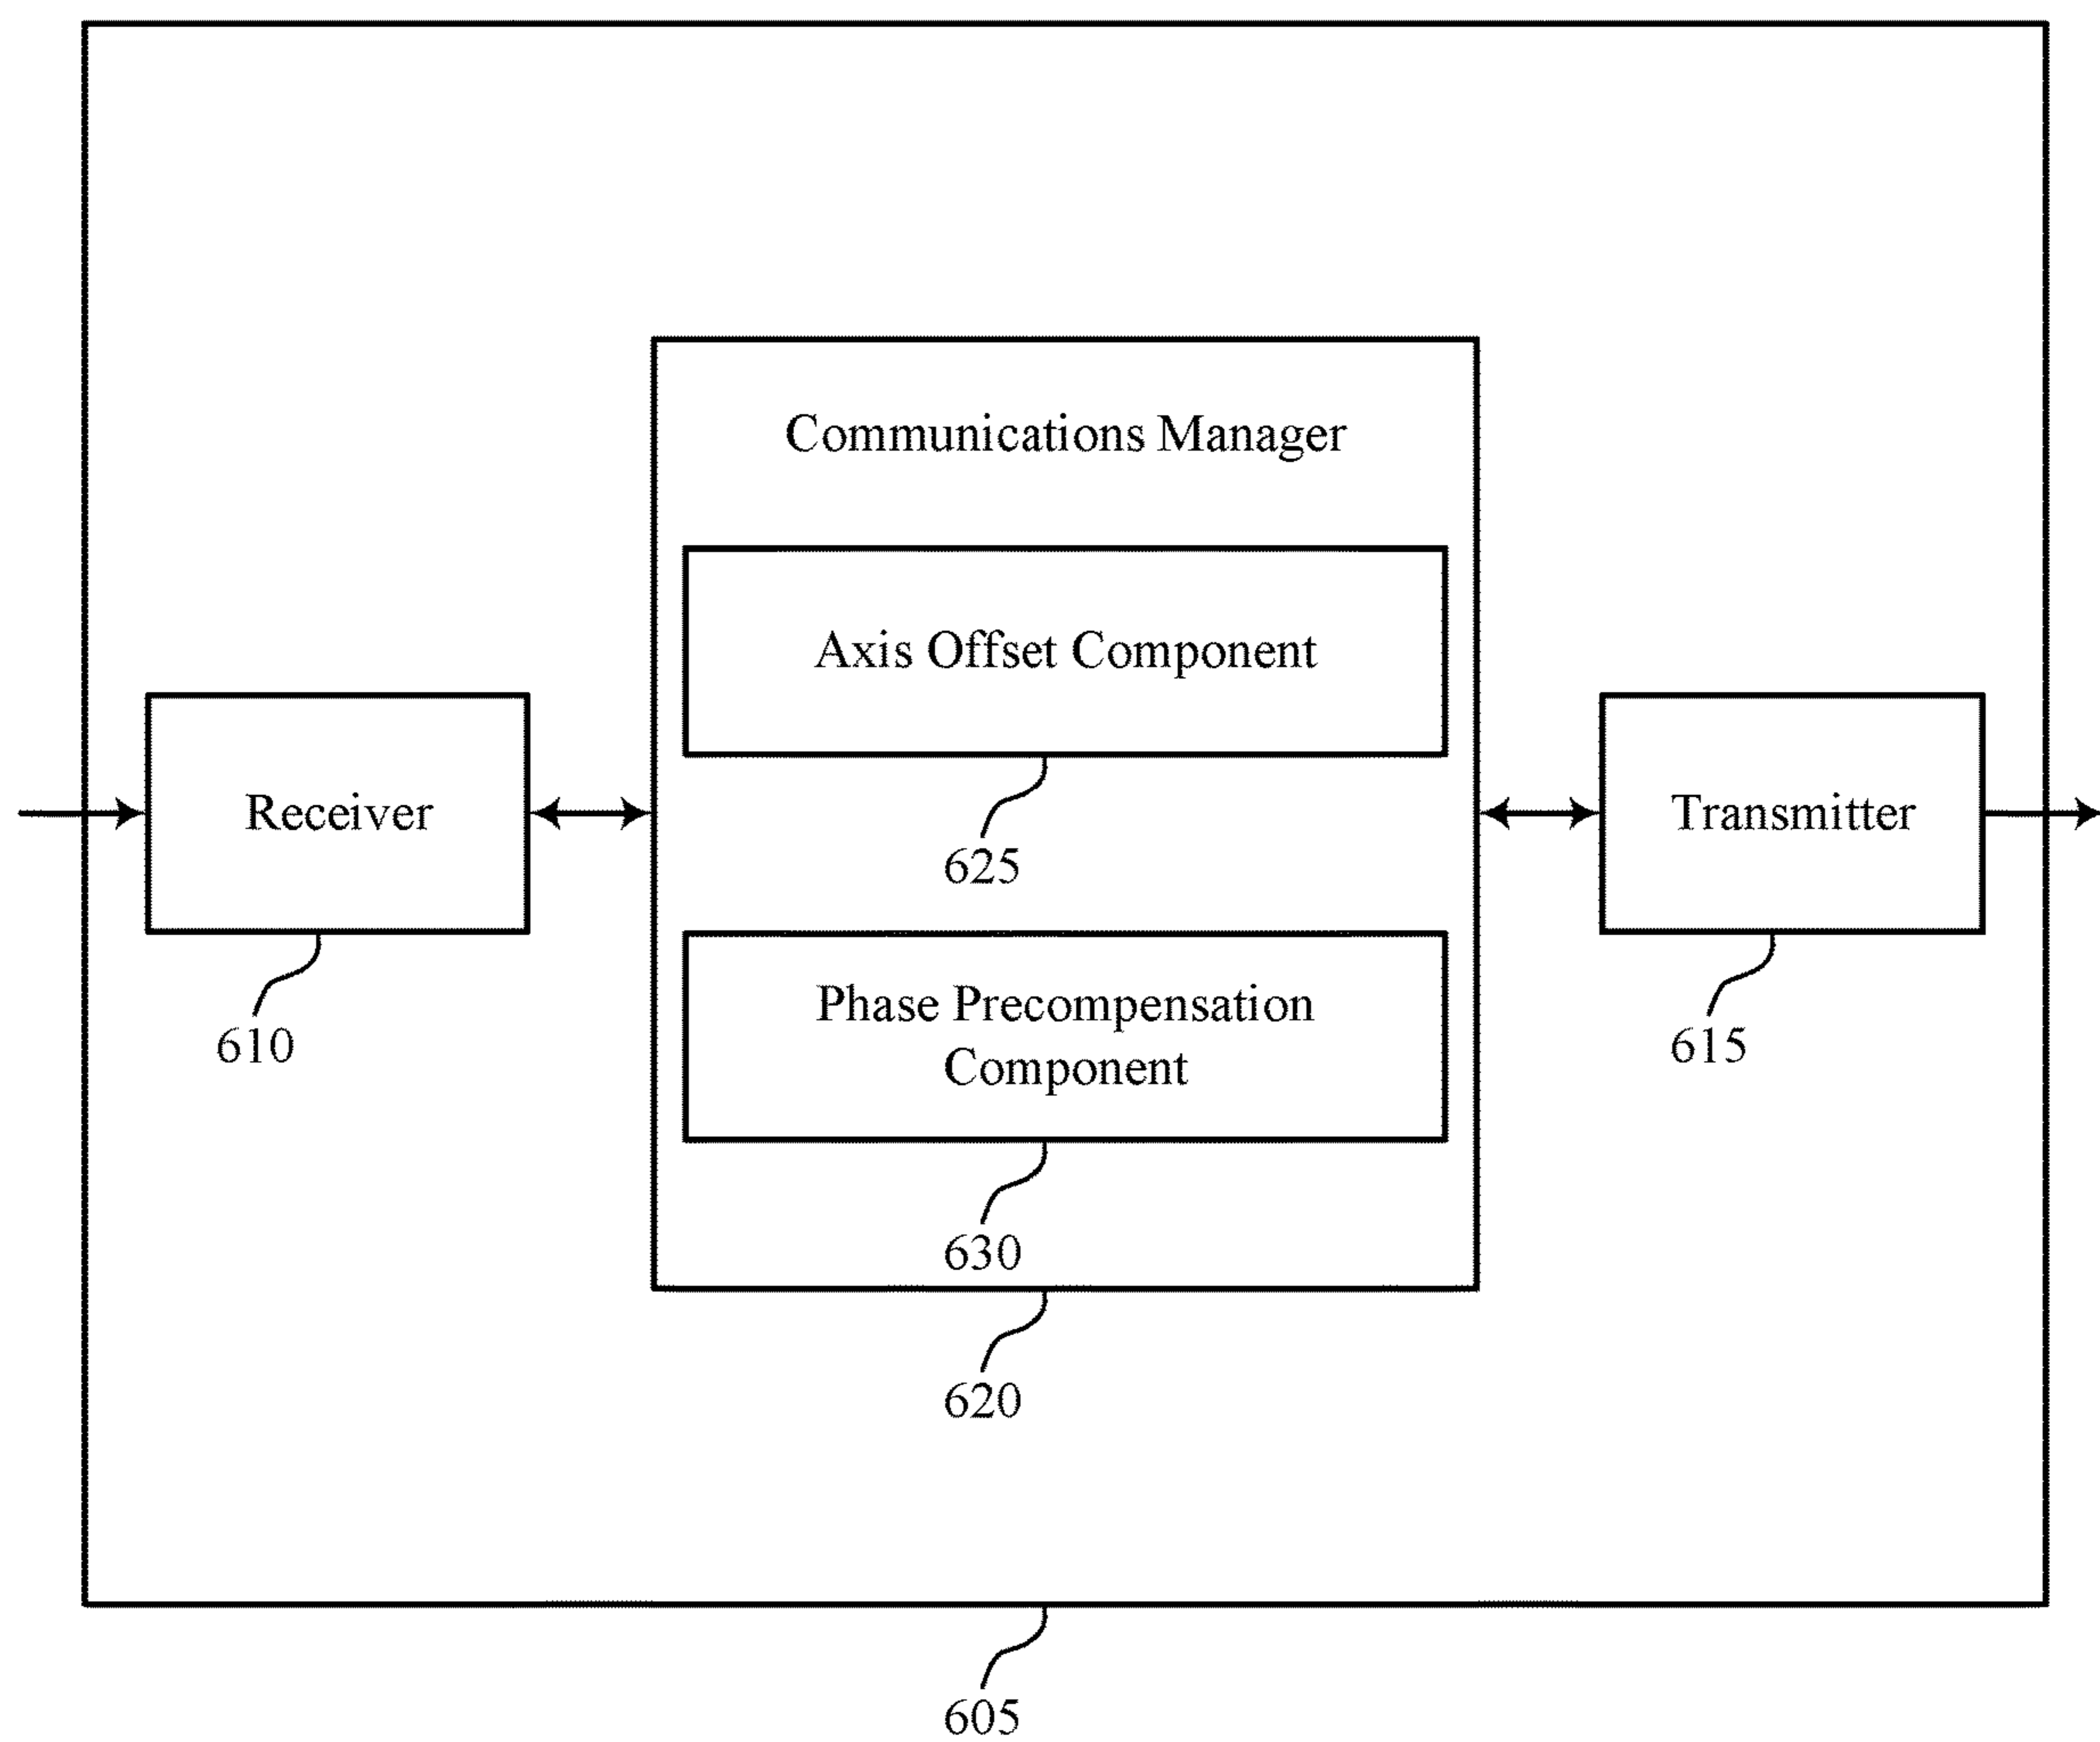 Communications Manager
Axis Offset Component
625
Receiver
610
Transmitter
615
Phase Precompensation
Component
630
620
605